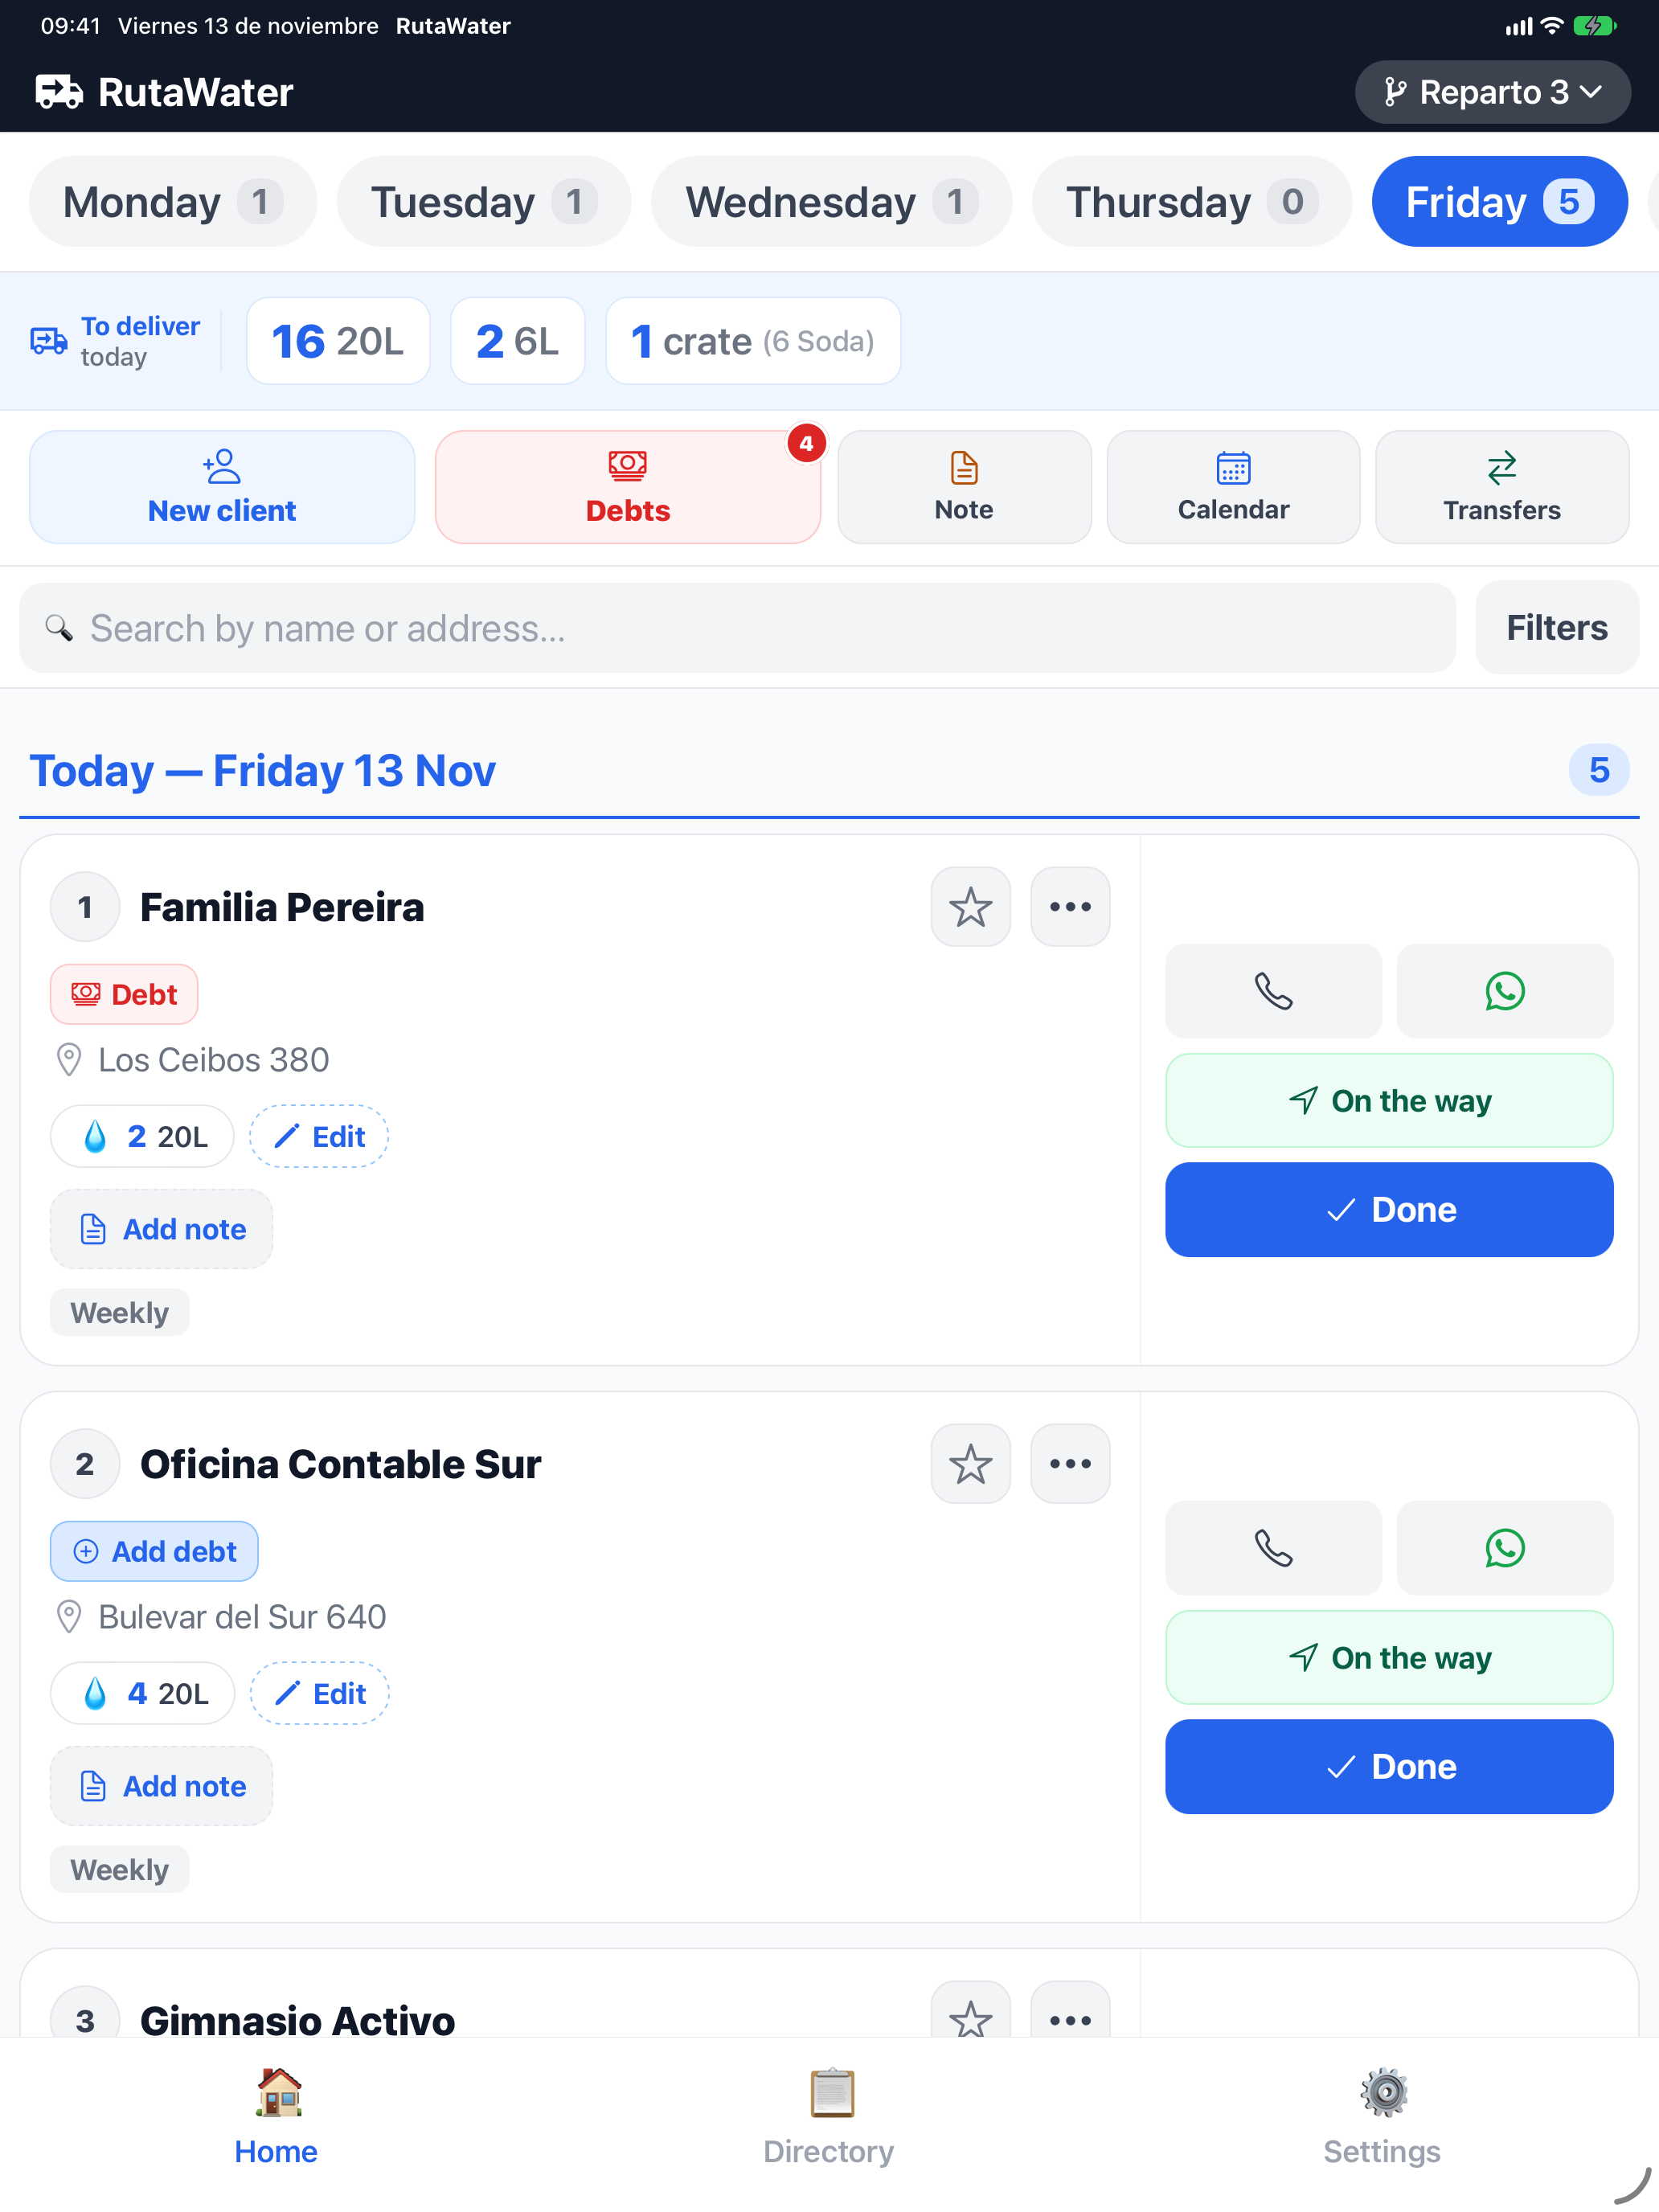 09:41 Viernes 13 de noviembre RutaWater
RutaWater
Reparto 3
Monday 1
Tuesday 1
Wednesday 1
Thursday 0
Friday 5
To deliver
today
16 20L
2 6L
1 crate (6 Soda)
New client
Debts
4
Note
Calendar
Transfers
Search by name or address...
Filters
Today — Friday 13 Nov
5
1 Familia Pereira
Debt
Los Ceibos 380
2 20L
Edit
Add note
Weekly
On the way
Done
2 Oficina Contable Sur
Add debt
Bulevar del Sur 640
4 20L
Edit
Add note
Weekly
On the way
Done
3 Gimnasio Activo
Home
Directory
Settings